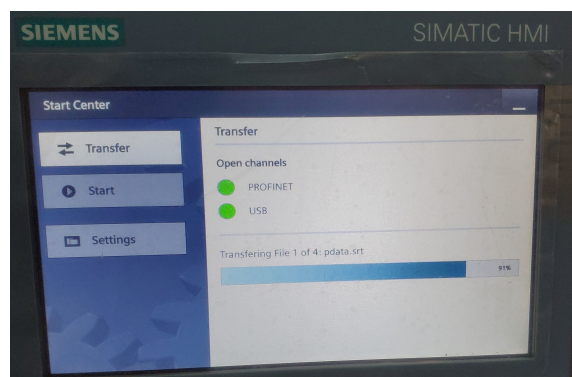 SIEMENS
SIMATIC HMI
Start Center
Transfer
Start
Settings
Transfer
Open channels
PROFINET
USB
Transfering File 1 of 4: pdata.srt
91%